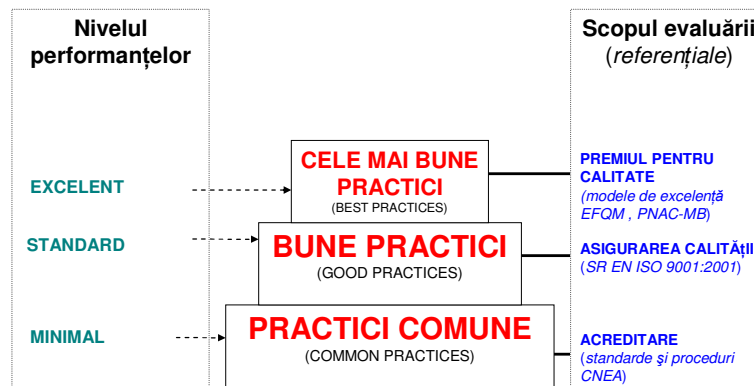 Nivelul
performanțelor
Scopul evaluării
(referențiale)
CELE MAI BUNE
PRACTICI
(BEST PRACTICES)
EXCELENT
PREMIUL PENTRU
CALITATE
(modele de excelență
EFQM , PNAC-MB)
STANDARD
BUNE PRACTICI
(GOOD PRACTICES)
ASIGURAREA CALITĂții
(SR EN ISO 9001:2001)
MINIMAL
PRACTICI COMUNE
(COMMON PRACTICES)
ACREDITARE
(standarde şi proceduri
CNEA)